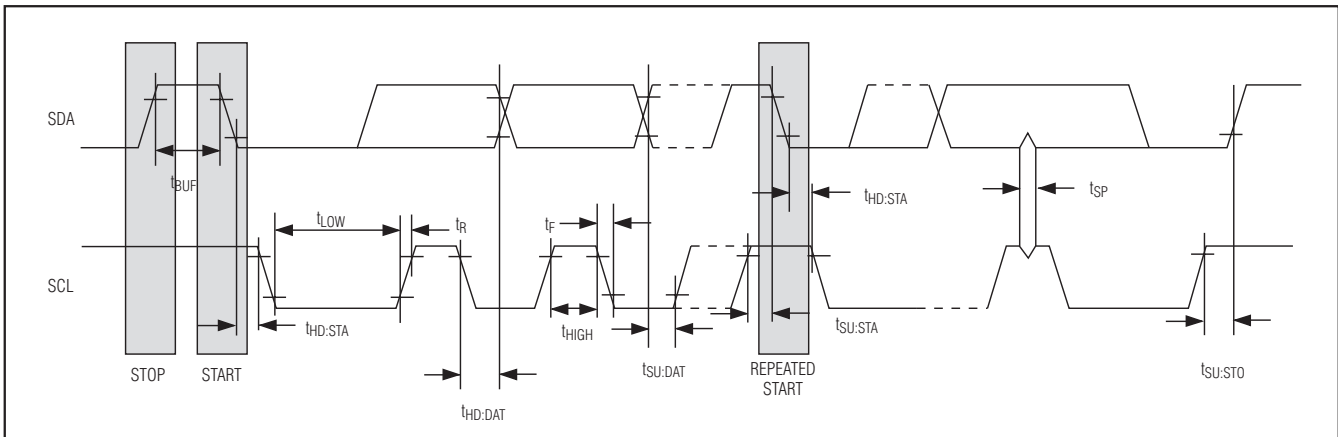 SDA
tBUF
tLOW
tR
tF
tHD:STA
tSP
SCL
tHD:STA
tHIGH
tSU:STA
tSU:DAT
tSU:STO
STOP
START
REPEATED
START
tHD:DAT